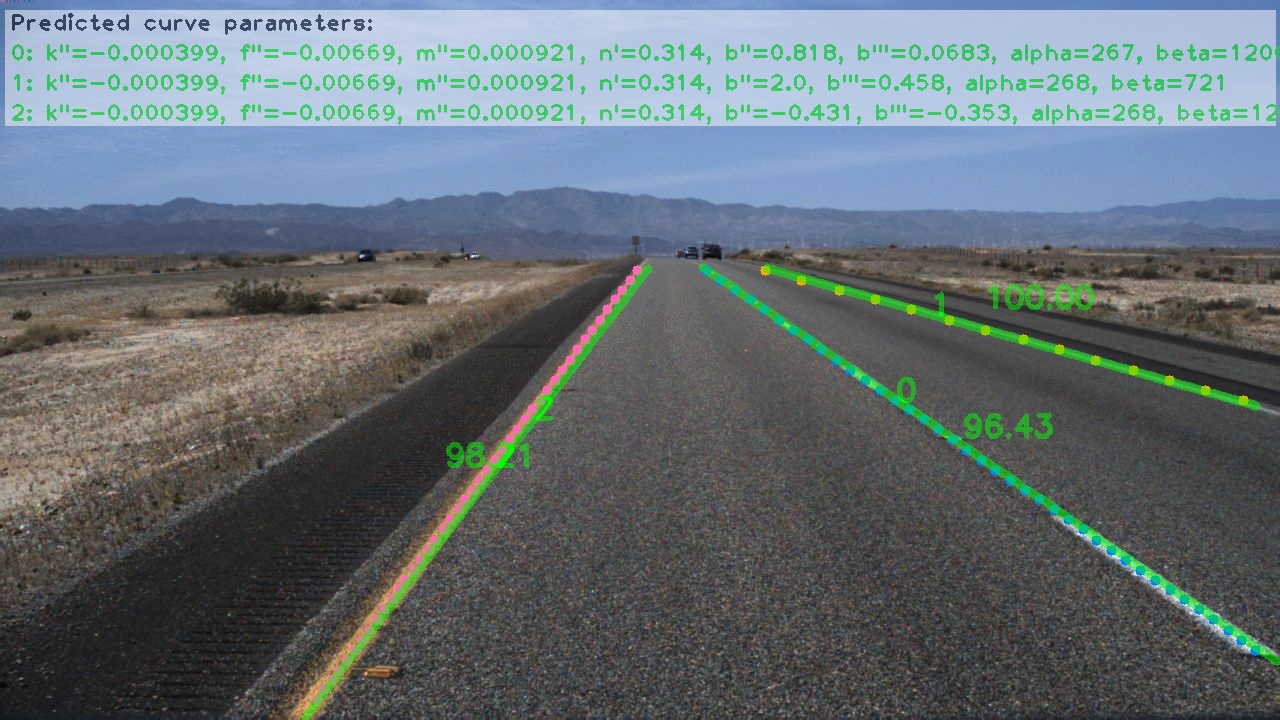 Predicted curve parameters:
0: k''=-0.000399, f''=-0.00669, m''=0.000921, n'=0.314, b''=0.818, b'''=0.0683, alpha=267, beta=120
1: k''=-0.000399, f''=-0.00669, m''=0.000921, n'=0.314, b''=2.0, b'''=0.458, alpha=268, beta=721
2: k''=-0.000399, f''=-0.00669, m''=0.000921, n'=0.314, b''=-0.431, b'''=-0.353, alpha=268, beta=12
1 100.00
0
2
96.43
98.21